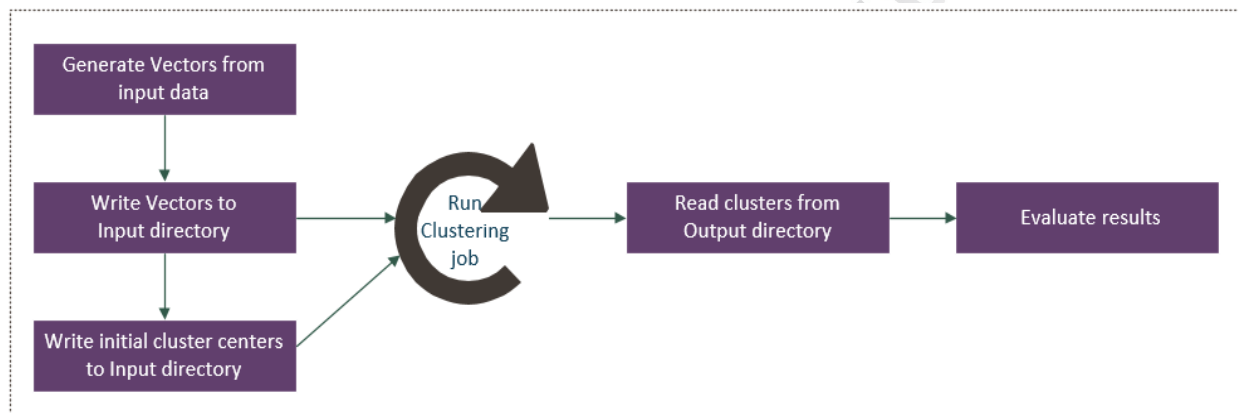 Generate Vectors from
input data
Write Vectors to
Input directory
Write initial cluster centers
to Input directory
Run
Clustering
job
Read clusters from
Output directory
Evaluate results